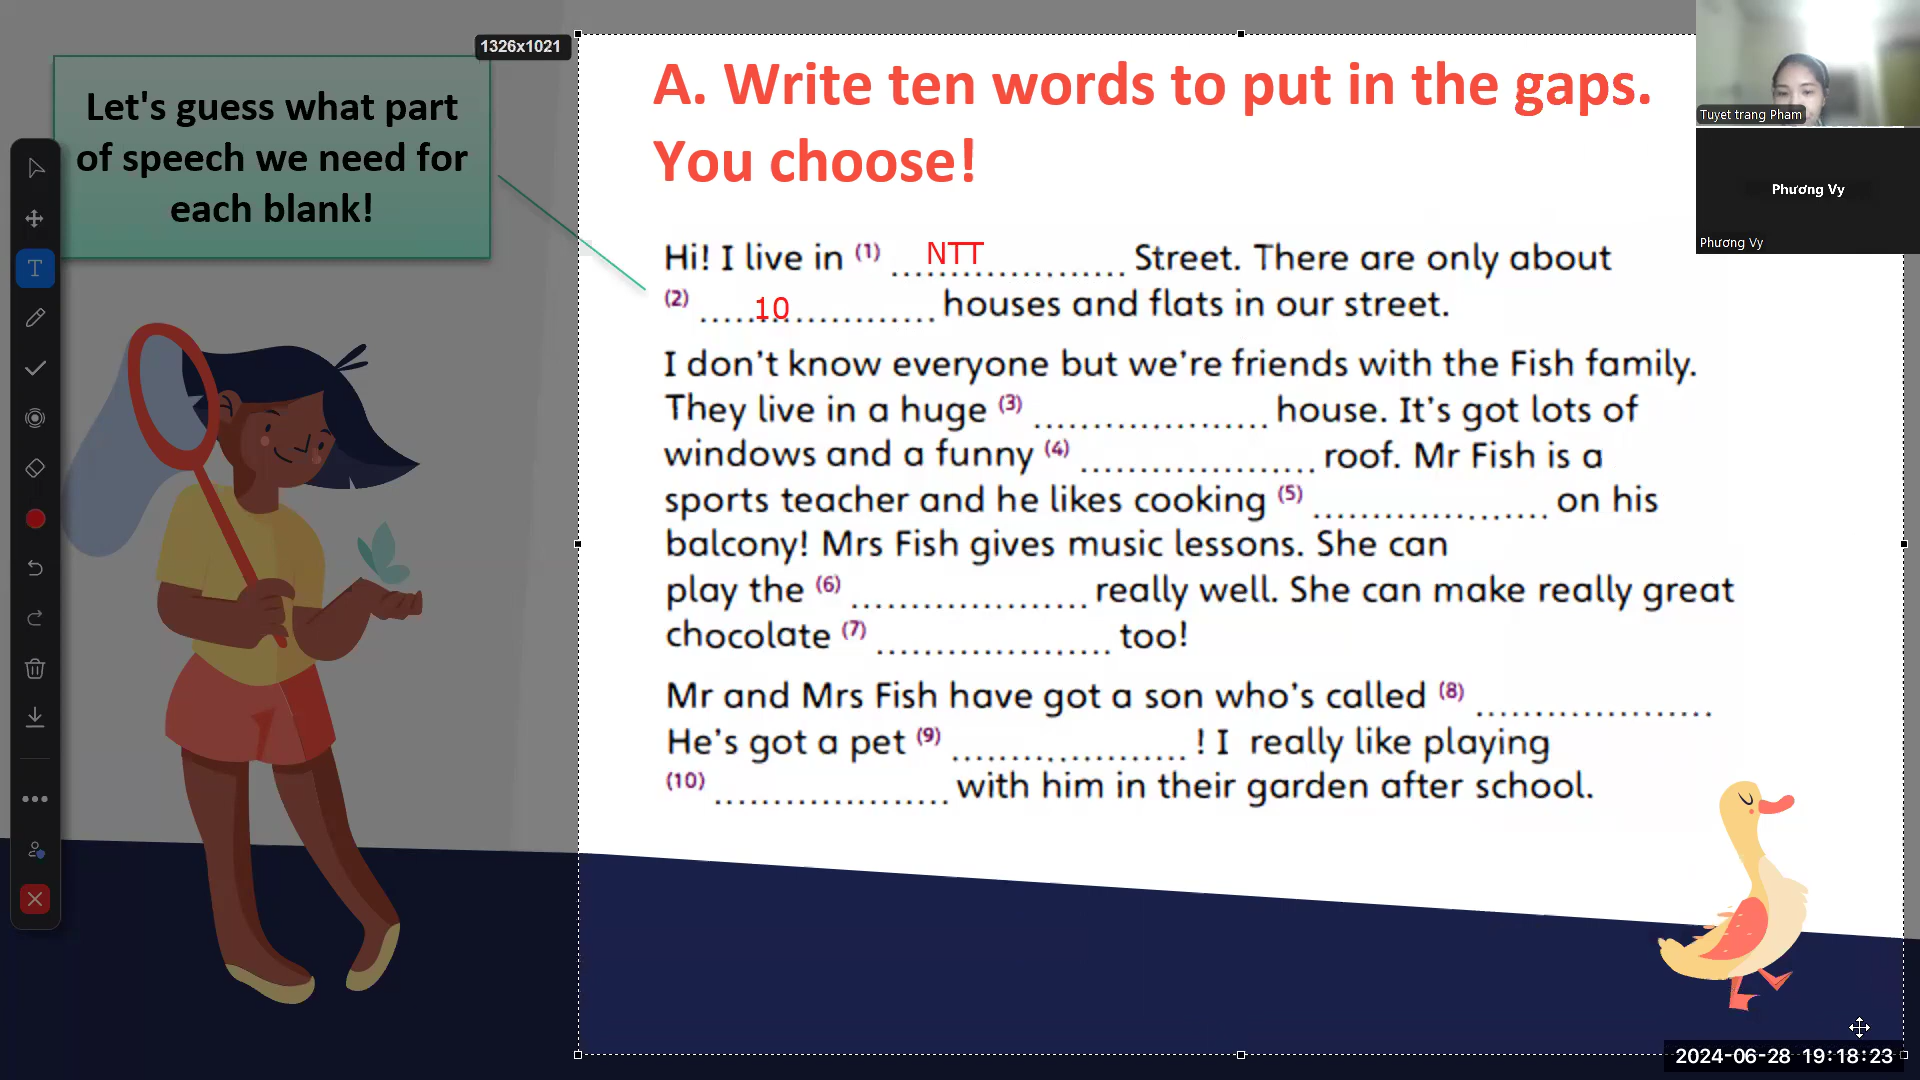 1326x1021
Let's guess what part
of speech we need for
each blank!
A. Write ten words to put in the gaps.
You choose!
Hi! I live in (1) NTT .................... Street. There are only about
(2) 10 .................... houses and flats in our street.
I don't know everyone but we're friends with the Fish family.
They live in a huge (3) .................... house. It's got lots of
windows and a funny (4) .................... roof. Mr Fish is a
sports teacher and he likes cooking (5) .................... on his
balcony! Mrs Fish gives music lessons. She can
play the (6) .................... really well. She can make really great
chocolate (7) .................... too!
Mr and Mrs Fish have got a son who's called (8) ....................
He's got a pet (9) .................... ! I really like playing
(10) .................... with him in their garden after school.
Tuyet trang Pham
Phương Vy
Phương Vy
T
2024-06-28 19:18:23